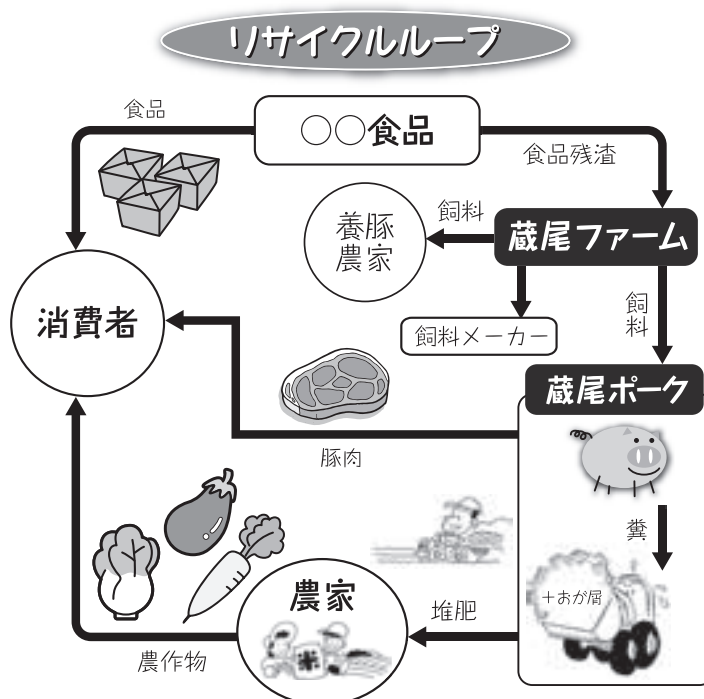 リサイクルループ
食品
○○食品
食品残渣
養豚
農家
飼料
蔵尾ファーム
消費者
飼料メーカー
飼料
蔵尾ポーク
豚肉
糞
+おが屑
農家
堆肥
米
農作物